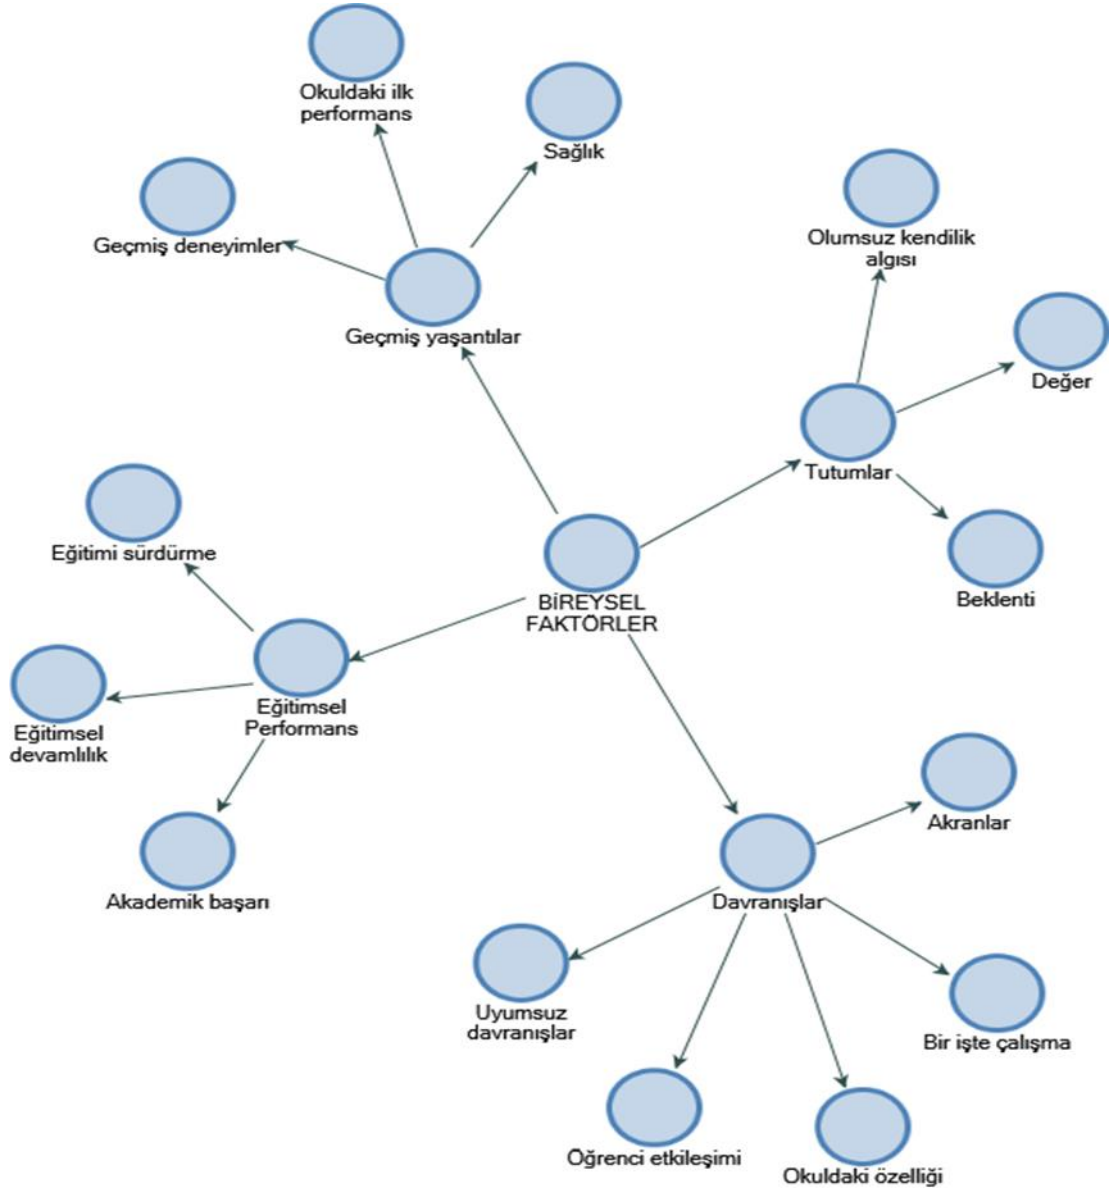 Okuldaki ilk
performans
Sağlık
Geçmiş deneyimler
Geçmiş yaşantılar
Olumsuz kendilik
algısı
Değer
Tutumlar
Beklenti
BİREYSEL
FAKTÖRLER
Eğitimi sürdürme
Eğitimsel
Performans
Eğitimsel
devamlılık
Akademik başarı
Akranlar
Davranışlar
Uyumsuz
davranışlar
Bir işte çalışma
Öğrenci etkileşimi
Okuldaki özelliği